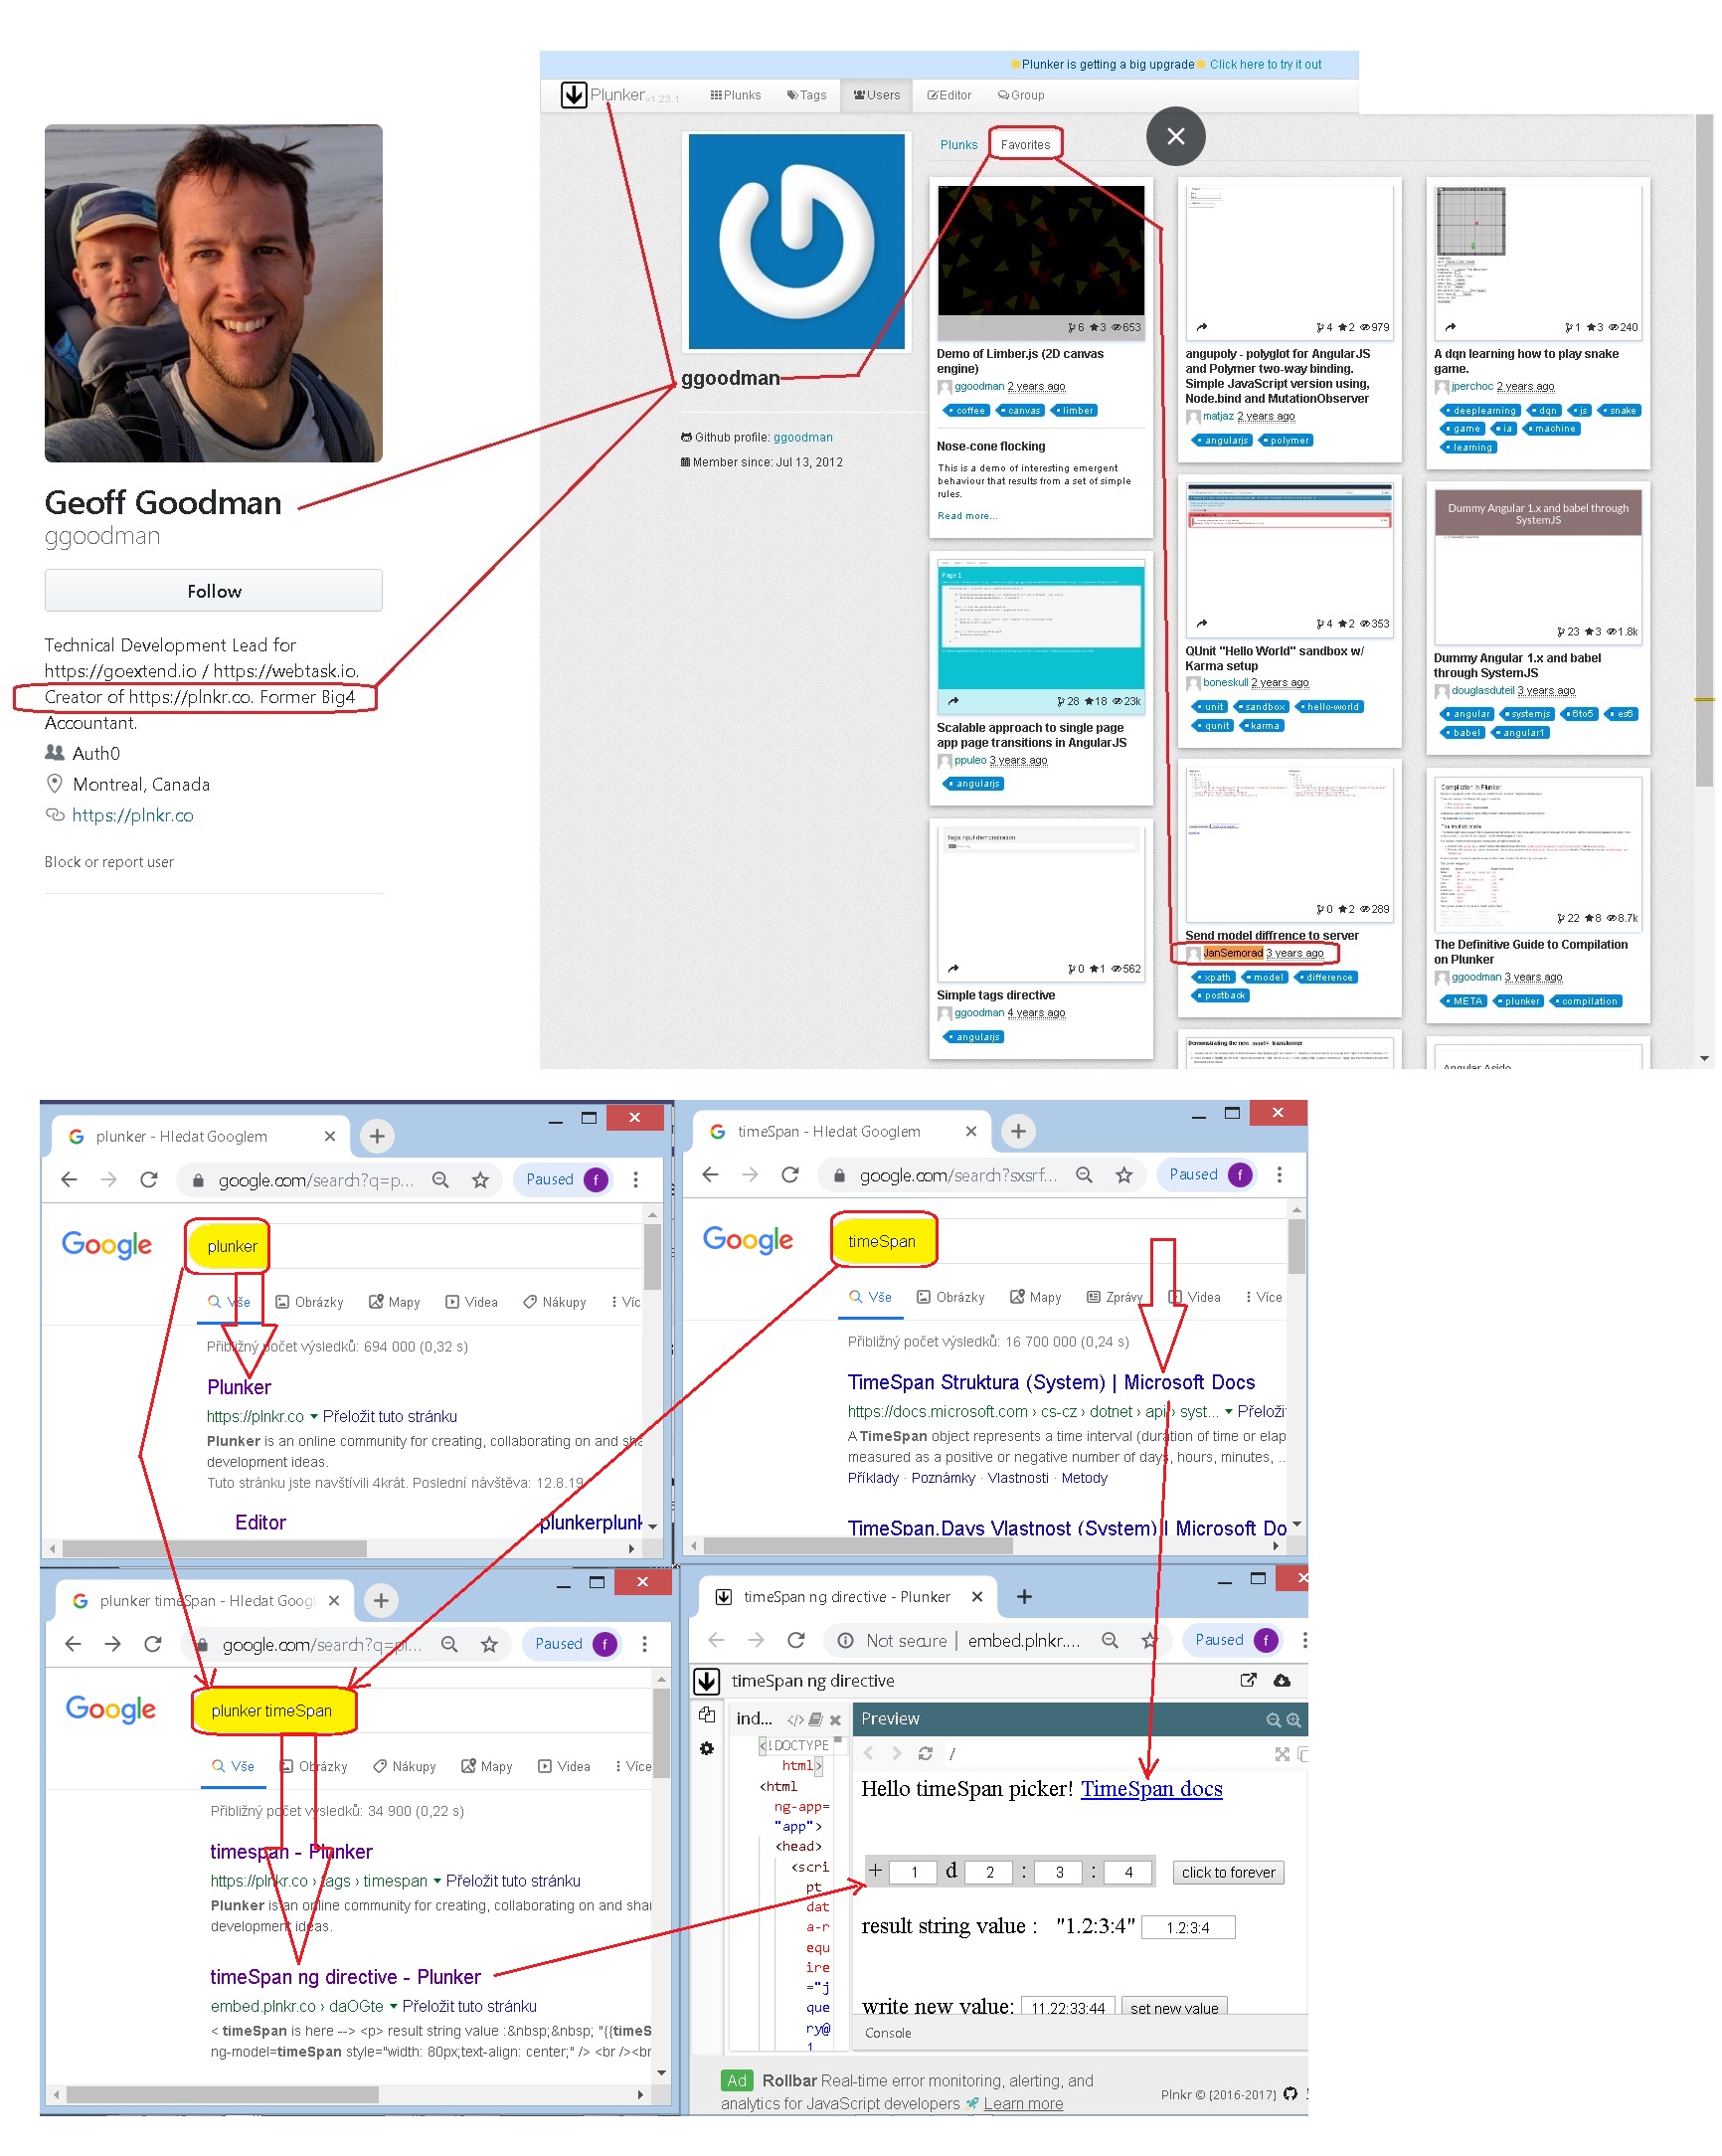 Plunker is getting a big upgrade Click here to try it out
Plunker v1.23.1 Plunks Tags Users Editor Group
Geoff Goodman
ggoodman
Follow
Technical Development Lead for
https://goextend.io / https://webtask.io.
Creator of https://plnkr.co. Former Big4
Accountant.
Auth0
Montreal, Canada
https://plnkr.co
Block or report user
ggoodman
Github profile: ggoodman
Member since: Jul 13, 2012
Plunks Favorites
6 3 653
Demo of Limber.js (2D canvas
engine)
ggoodman 2 years ago
coffee canvas limber
Nose-cone flocking
This is a demo of interesting emergent
behaviour that results from a set of simple
rules.
Read more...
Page 1
28 18 23k
Scalable approach to single page
app page transitions in AngularJS
ppuleo 3 years ago
angularjs
tags input demonstration
0 1 562
Simple tags directive
ggoodman 4 years ago
angularjs
4 2 979
angupoly - polyglot for AngularJS
and Polymer two-way binding.
Simple JavaScript version using,
Node.bind and MutationObserver
matjaz 2 years ago
angularjs polymer
4 2 353
QUnit "Hello World" sandbox w/
Karma setup
boneskull 2 years ago
unit sandbox hello-world
qunit karma
0 2 289
Send model diffrence to server
JanSemorad 3 years ago
xpath model difference
postback
Demonstrating the new transformer
1 3 240
A dqn learning how to play snake
game.
jperchoc 2 years ago
deeplearning dqn js snake
game ia machine
learning
Dummy Angular 1.x and babel through
SystemJS
23 3 1.8k
Dummy Angular 1.x and babel
through SystemJS
douglasduteil 3 years ago
angular systemjs 6to5 es6
babel angular1
Compilation in Plunker
22 8 8.7k
The Definitive Guide to Compilation
on Plunker
ggoodman 3 years ago
META plunker compilation
Angular Aside
plunker - Hledat Googlem
google.com/search?q=p... Paused f
Google plunker
Vše Obrázky Mapy Videa Nákupy Víc
Přibližný počet výsledků: 694 000 (0,32 s)
Plunker
https://plnkr.co Přeložit tuto stránku
Plunker is an online community for creating, collaborating on and sha
development ideas.
Tuto stránku jste navštívili 4krát. Poslední návštěva: 12.8.19
Editor plunkerplunk
timeSpan - Hledat Googlem
google.com/search?sxsrf... Paused f
Google timeSpan
Vše Obrázky Mapy Zprávy Videa Více
Přibližný počet výsledků: 16 700 000 (0,24 s)
TimeSpan Struktura (System) | Microsoft Docs
https://docs.microsoft.com › cs-cz › dotnet › api › syst... Přeloži
A TimeSpan object represents a time interval (duration of time or elap
measured as a positive or negative number of days, hours, minutes, ...
Příklady · Poznámky · Vlastnosti · Metody
TimeSpan.Days Vlastnost (System) | Microsoft Do
plunker timeSpan - Hledat Googl
google.com/search?q=pl... Paused f
Google plunker timeSpan
Vše Obrázky Nákupy Mapy Videa Více
Přibližný počet výsledků: 34 900 (0,22 s)
timespan - Plunker
https://plnkr.co › tags › timespan Přeložit tuto stránku
Plunker is an online community for creating, collaborating on and shar
development ideas.
timeSpan ng directive - Plunker
embed.plnkr.co › daOGte Přeložit tuto stránku
< timeSpan is here --> <p> result string value :&nbsp;&nbsp; "{{timeS
ng-model=timeSpan style="width: 80px;text-align: center;" /> <br /><br
timeSpan ng directive - Plunker
Not secure | embed.plnkr.... Paused f
timeSpan ng directive
ind... Preview
/
<!DOCTYPE
html>
<html
ng-app=
"app">
<head>
<scri
pt
dat
a-r
equ
ire
="j
que
ry@
1
Hello timeSpan picker! TimeSpan docs
+ 1 d 2 : 3 : 4 click to forever
result string value : "1.2:3:4" 1.2:3:4
write new value: 11.22:33:44 set new value
Console
Ad Rollbar Real-time error monitoring, alerting, and
analytics for JavaScript developers Learn more
Plnkr © {2016-2017}